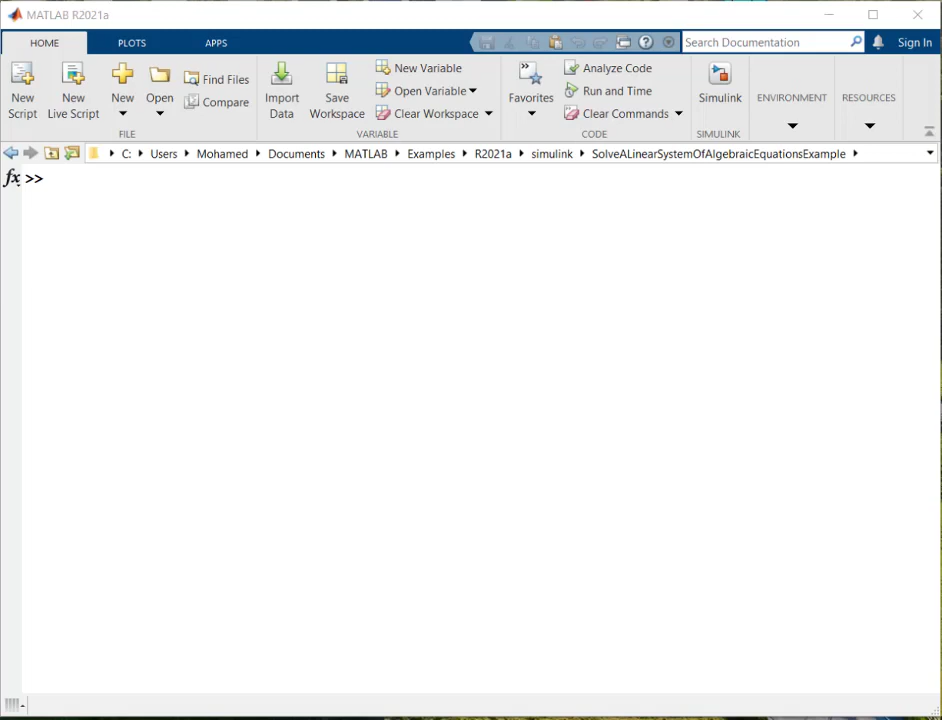 MATLAB R2021a
HOME PLOTS APPS Search Documentation Sign In
New Script
New Live Script
New
Open
Find Files
Compare
FILE
Import Data
Save Workspace
New Variable
Open Variable
Clear Workspace
VARIABLE
Favorites
Analyze Code
Run and Time
Clear Commands
CODE
Simulink
SIMULINK
ENVIRONMENT
RESOURCES
C: Users Mohamed Documents MATLAB Examples R2021a simulink SolveALinearSystemOfAlgebraicEquationsExample
fx >>